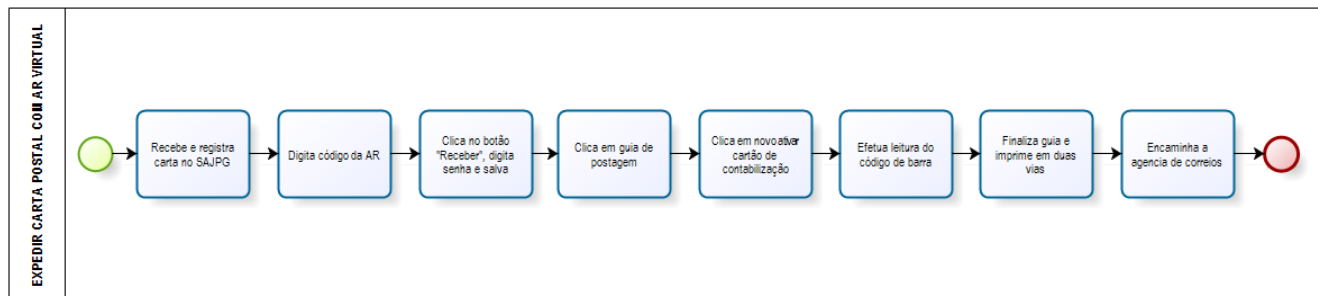 EXPEDIR CARTA POSTAL COM AR VIRTUAL
Recebe e registra
carta no SAJPG
Digita código da AR
Clica no botão
"Receber", digita
senha e salva
Clica em guia de
postagem
Clica em novoativar
cartão de
contabilização
Efetua leitura do
código de barra
Finaliza guia e
imprime em duas
vias
Encaminha a
agencia de correios